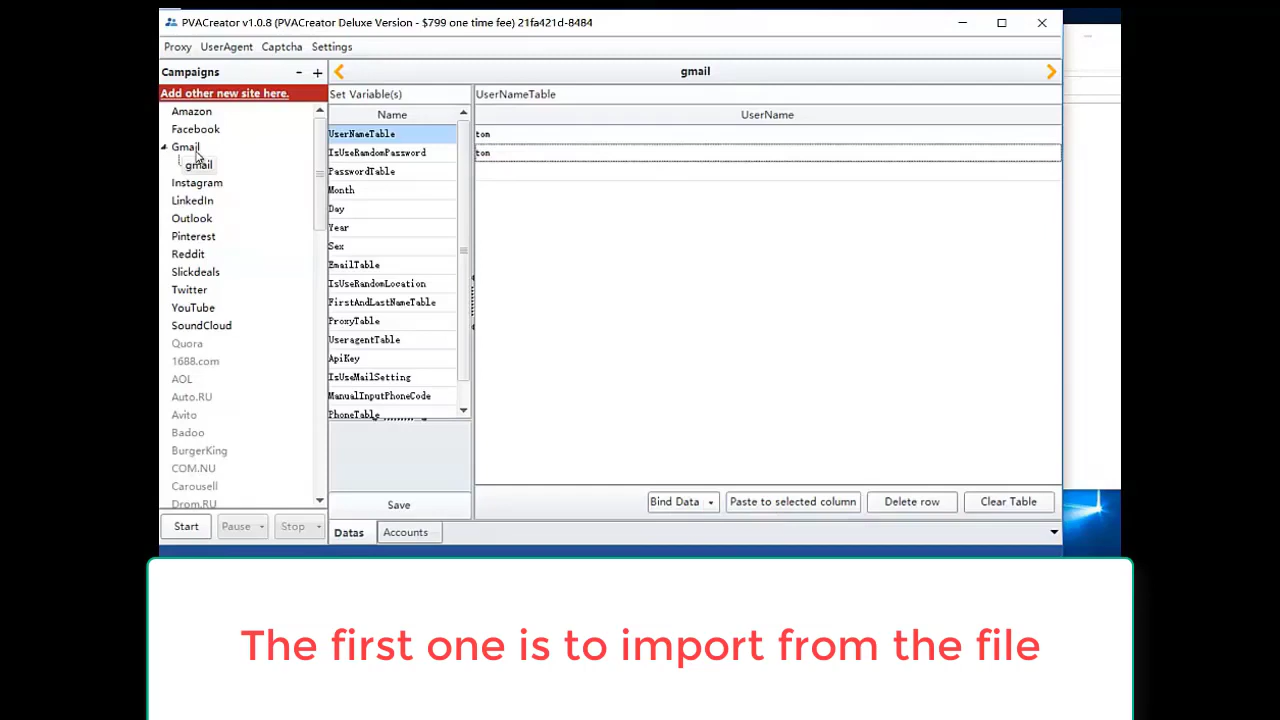 PVACreator v1.0.8 (PVACreator Deluxe Version - $799 one time fee) 21fa421d-8484
Proxy UserAgent Captcha Settings
Campaigns - +
Add other new site here.
Amazon
Facebook
Gmail
gmail
Instagram
LinkedIn
Outlook
Pinterest
Reddit
Slickdeals
Twitter
YouTube
SoundCloud
Quora
1688.com
AOL
Auto.RU
Avito
Badoo
BurgerKing
COM.NU
Carousell
Drom.RU
Start Pause Stop
gmail
Set Variable(s)
Name
UserNameTable
IsUseRandomPassword
PasswordTable
Month
Day
Year
Sex
EmailTable
IsUseRandomLocation
FirstAndLastNameTable
ProxyTable
UseragentTable
ApiKey
IsUseMailSetting
ManualInputPhoneCode
PhoneTable
Save
Datas Accounts
UserNameTable
UserName
tom
tom
Bind Data Paste to selected column Delete row Clear Table
The first one is to import from the file